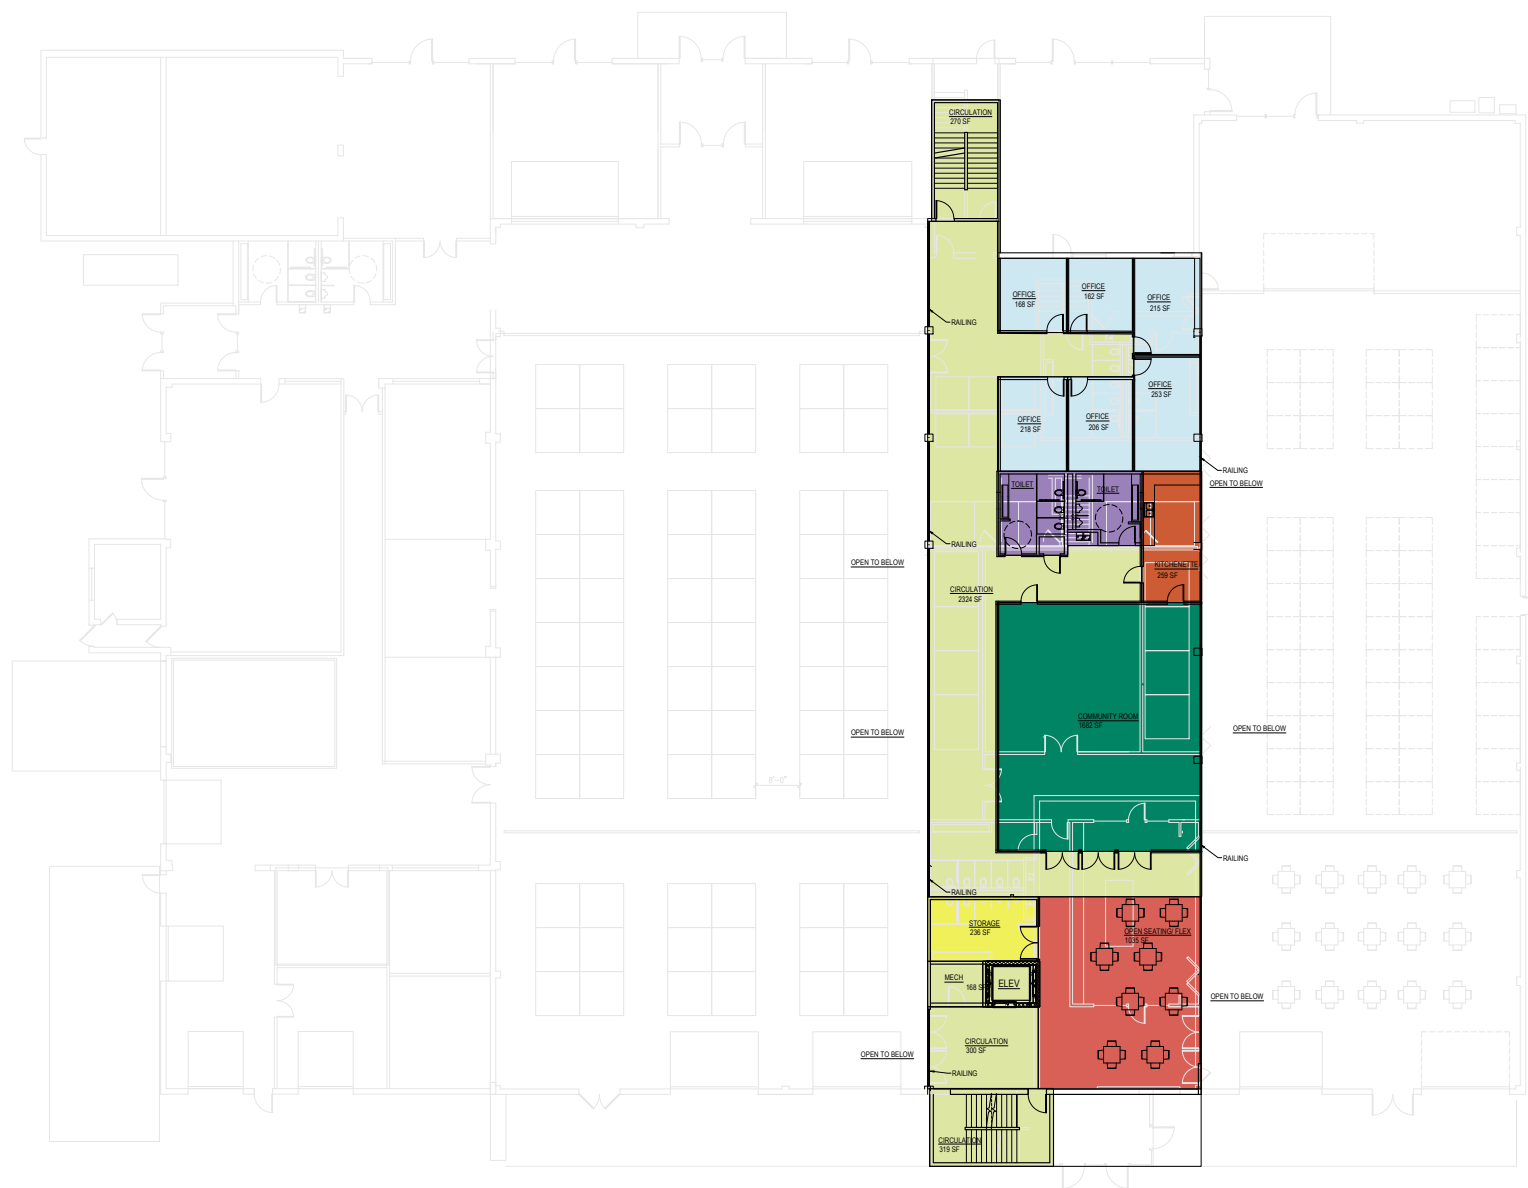 CIRCULATION
270 SF
OFFICE
168 SF
OFFICE
162 SF
OFFICE
215 SF
RAILING
OFFICE
253 SF
OFFICE
218 SF
OFFICE
206 SF
RAILING
OPEN TO BELOW
TOILET
TOILET
RAILING
OPEN TO BELOW
KITCHENETTE
259 SF
CIRCULATION
2324 SF
COMMUNITY ROOM
1682 SF
OPEN TO BELOW
OPEN TO BELOW
8'-0"
RAILING
RAILING
STORAGE
236 SF
OPEN SEATING/ FLEX
1035 SF
MECH
168 SF
ELEV
OPEN TO BELOW
CIRCULATION
300 SF
OPEN TO BELOW
RAILING
CIRCULATION
319 SF